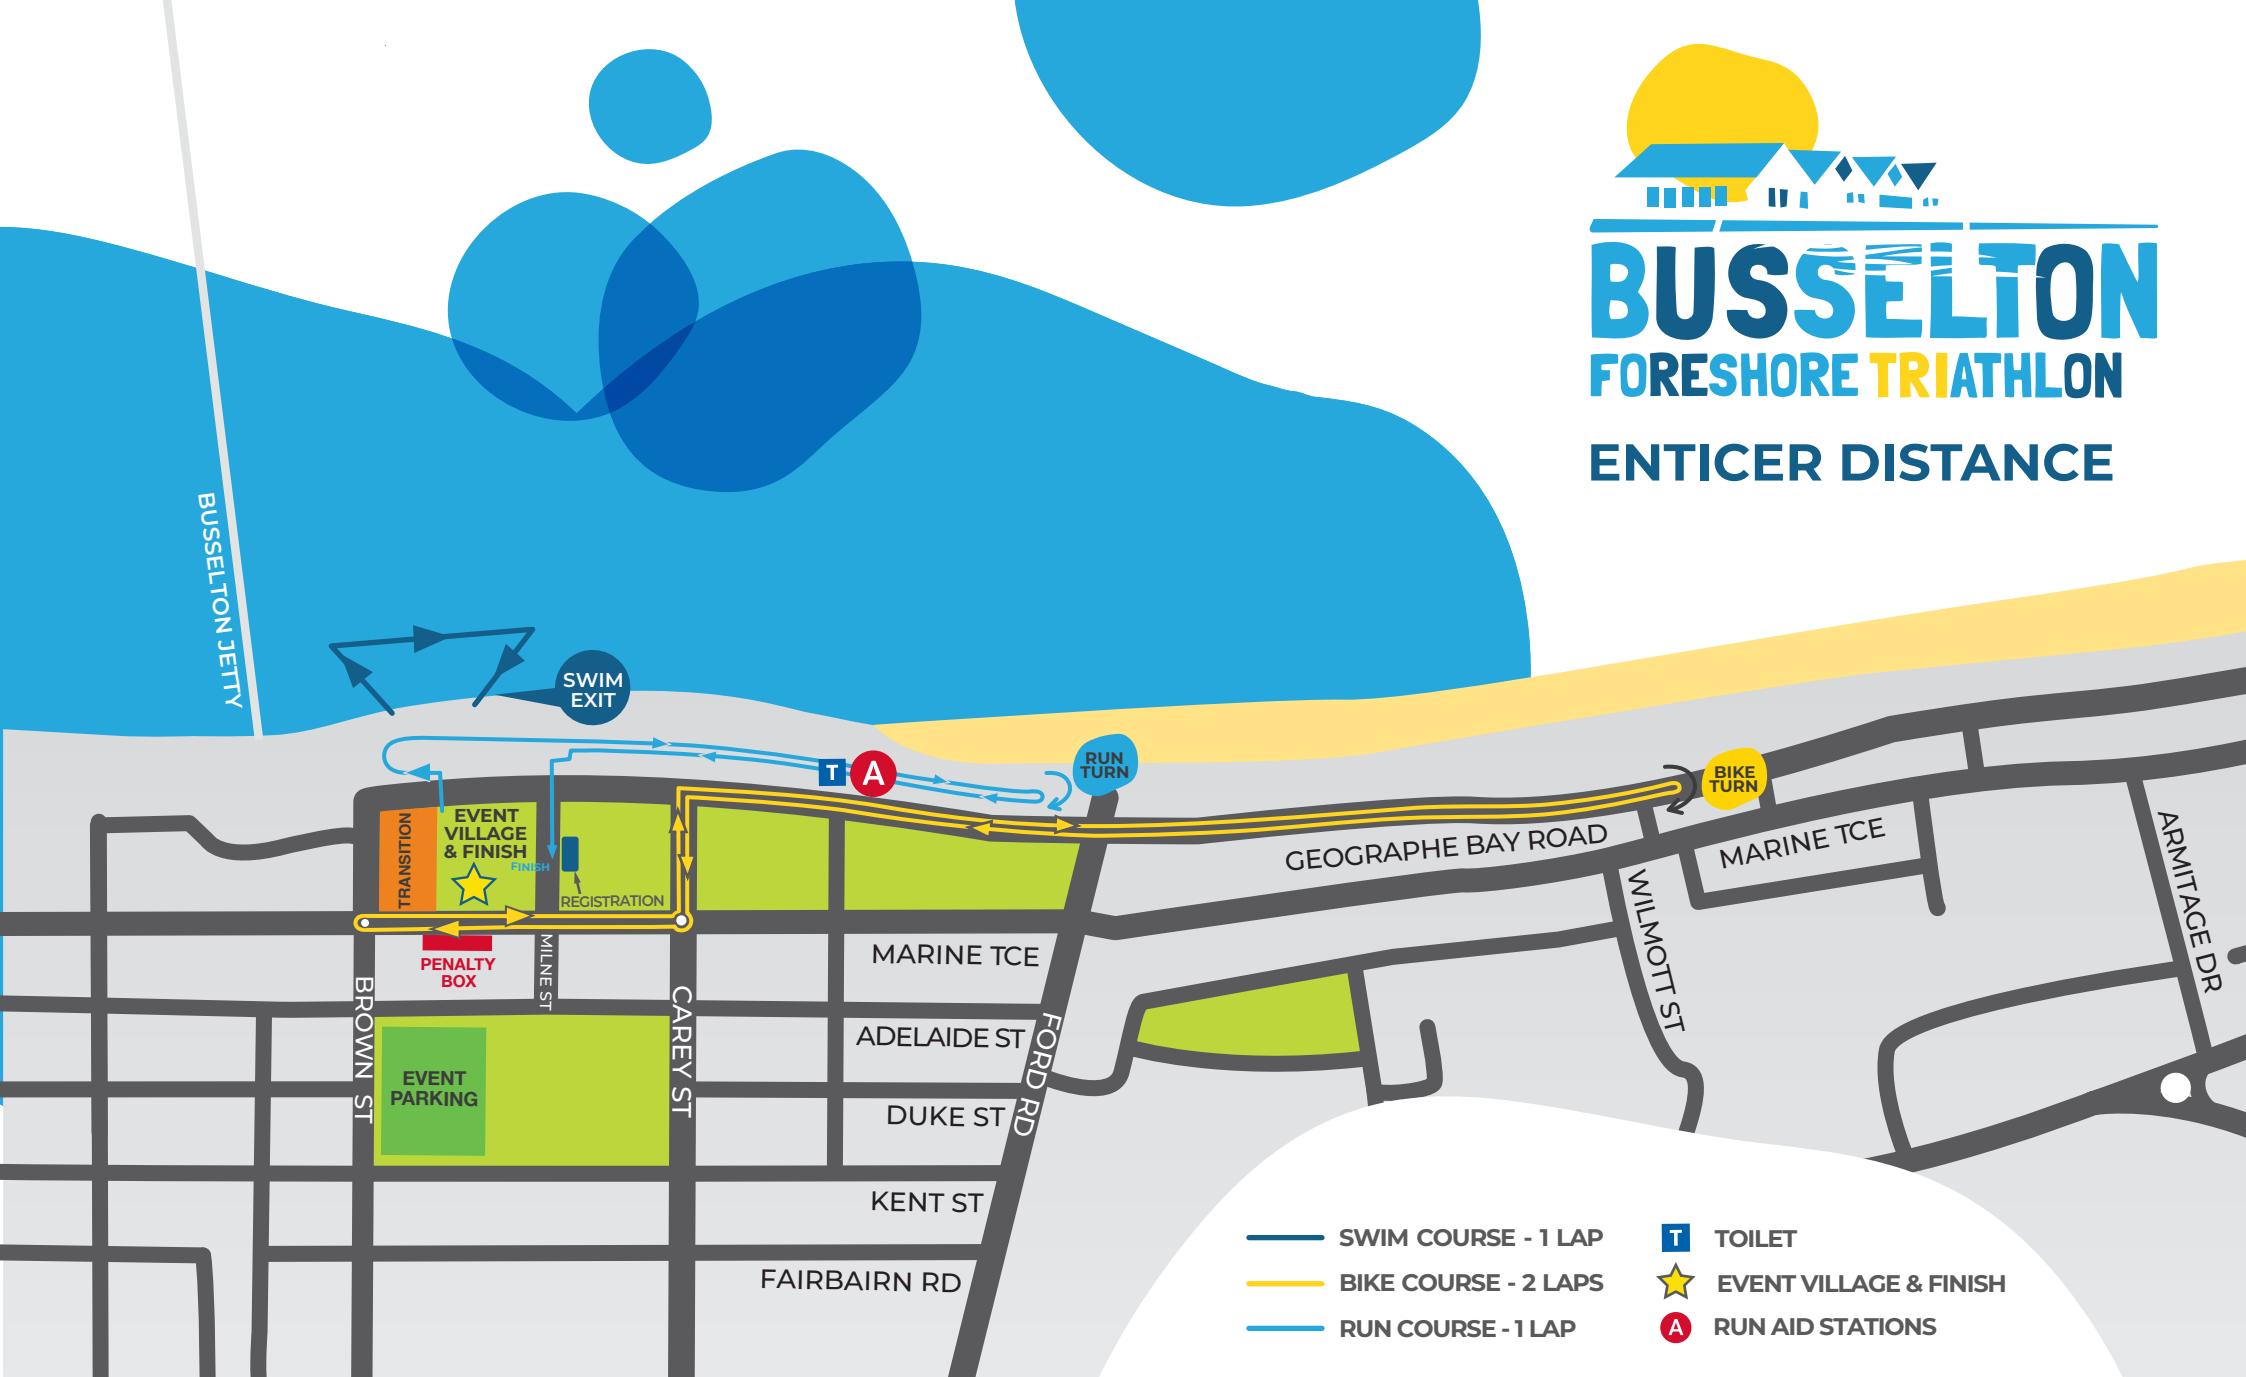 BUSSELTON
FORESHORE TRIATHLON
ENTICER DISTANCE
BUSSELTON JETTY
SWIM
EXIT
RUN
TURN
BIKE
TURN
T
A
TRANSITION
EVENT
VILLAGE
& FINISH
FINISH
REGISTRATION
PENALTY
BOX
MILNE ST
BROWN ST
CAREY ST
EVENT
PARKING
MARINE TCE
ADELAIDE ST
DUKE ST
KENT ST
FAIRBAIRN RD
FORD RD
GEOGRAPHE BAY ROAD
MARINE TCE
WILMOTT ST
ARMITAGE DR
SWIM COURSE - 1 LAP
BIKE COURSE - 2 LAPS
RUN COURSE - 1 LAP
T TOILET
EVENT VILLAGE & FINISH
A RUN AID STATIONS